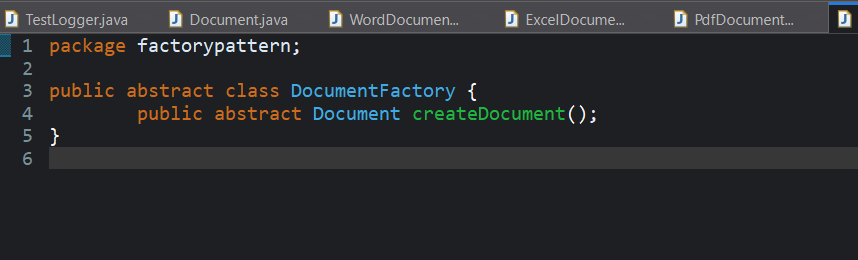 TestLogger.java Document.java WordDocumen... ExcelDocume... PdfDocument...
1 package factorypattern;
2
3 public abstract class DocumentFactory {
4 public abstract Document createDocument();
5 }
6